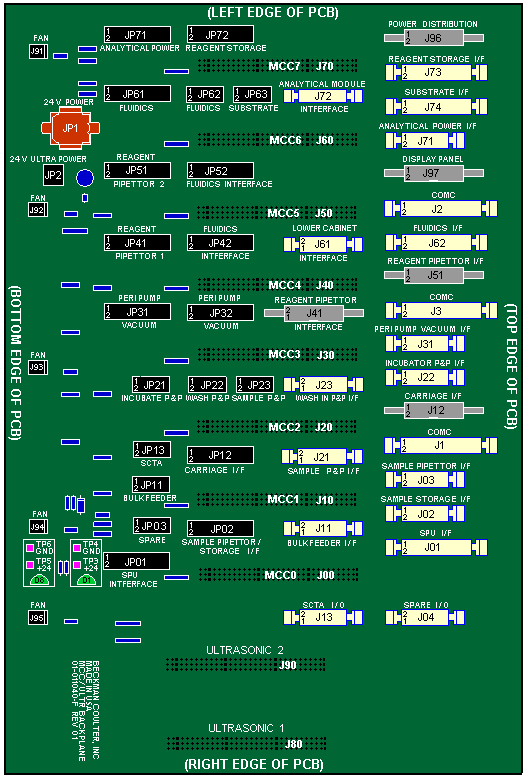 (LEFT EDGE OF PCB)
FAN
J91
1 2 JP71
ANALYTICAL POWER
1 2 JP72
REAGENT STORAGE
POWER DISTRIBUTION
1 2 J96
MCC7 J70
REAGENT STORAGE I/F
1 2 J73
1 2 JP61
FLUIDICS
1 2 JP62
FLUIDICS
1 2 JP63
SUBSTRATE
ANALYTICAL MODULE
1 2 J72
INTFERFACE
SUBSTRATE I/F
1 2 J74
24 V POWER
JP1
MCC6 J60
ANALYTICAL POWER I/F
1 2 J71
24 V ULTRA POWER
JP2
REAGENT
1 2 JP51
PIPETTOR 2
1 2 JP52
FLUIDICS INTFERFACE
DISPLAY PANEL
1 2 J97
FAN
J92
MCC5 J50
COMC
1 2 J2
REAGENT
1 2 JP41
PIPETTOR 1
FLUIDICS
1 2 JP42
INTERFACE
LOWER CABINET
1 2 J61
INTERFACE
FLUIDICS I/F
1 2 J62
REAGENT PIPETTOR I/F
1 2 J51
MCC4 J40
PERI PUMP
1 2 JP31
VACUUM
PERI PUMP
1 2 JP32
VACUUM
REAGENT PIPETTOR
2 1 J41
INTERFACE
COMC
1 2 J3
PERI PUMP VACUUM I/F
1 2 J31
(BOTTOM EDGE OF PCB)
(TOP EDGE OF PCB)
FAN
J93
MCC3 J30
INCUBATOR P&P I/F
1 2 J22
1 2 JP21
INCUBATE P&P
1 2 JP22
WASH P&P
1 2 JP23
SAMPLE P&P
1 2 J23
WASH IN P&P I/F
CARRIAGE I/F
1 2 J12
MCC2 J20
COMC
1 2 J1
1 2 JP13
SCTA
1 2 JP12
CARRIAGE I/F
2 1 J21
SAMPLE P&P I/F
SAMPLE PIPETTOR I/F
1 2 J03
1 2 JP11
BULKFEEDER
MCC1 J10
SAMPLE STORAGE I/F
1 2 J02
FAN
J94
1 2 JP03
SPARE
1 2 JP02
SAMPLE PIPETTOR /
STORAGE I/F
1 2 J11
BULKFEEDER I/F
SPU I/F
1 2 J01
TP6
GND
TP5
+24
TP4
GND
TP3
+24
D1
1 2 JP01
SPU
INTERFACE
MCC0 J00
FAN
J95
SCTA I/O
1 2 J13
SPARE I/O
1 2 J04
ULTRASONIC 2
J90
BECKMAN COULTER, INC
MADE IN USA
MCC/ULTR BACKPLANE
01-011040-F REV 01
ULTRASONIC 1
J80
(RIGHT EDGE OF PCB)